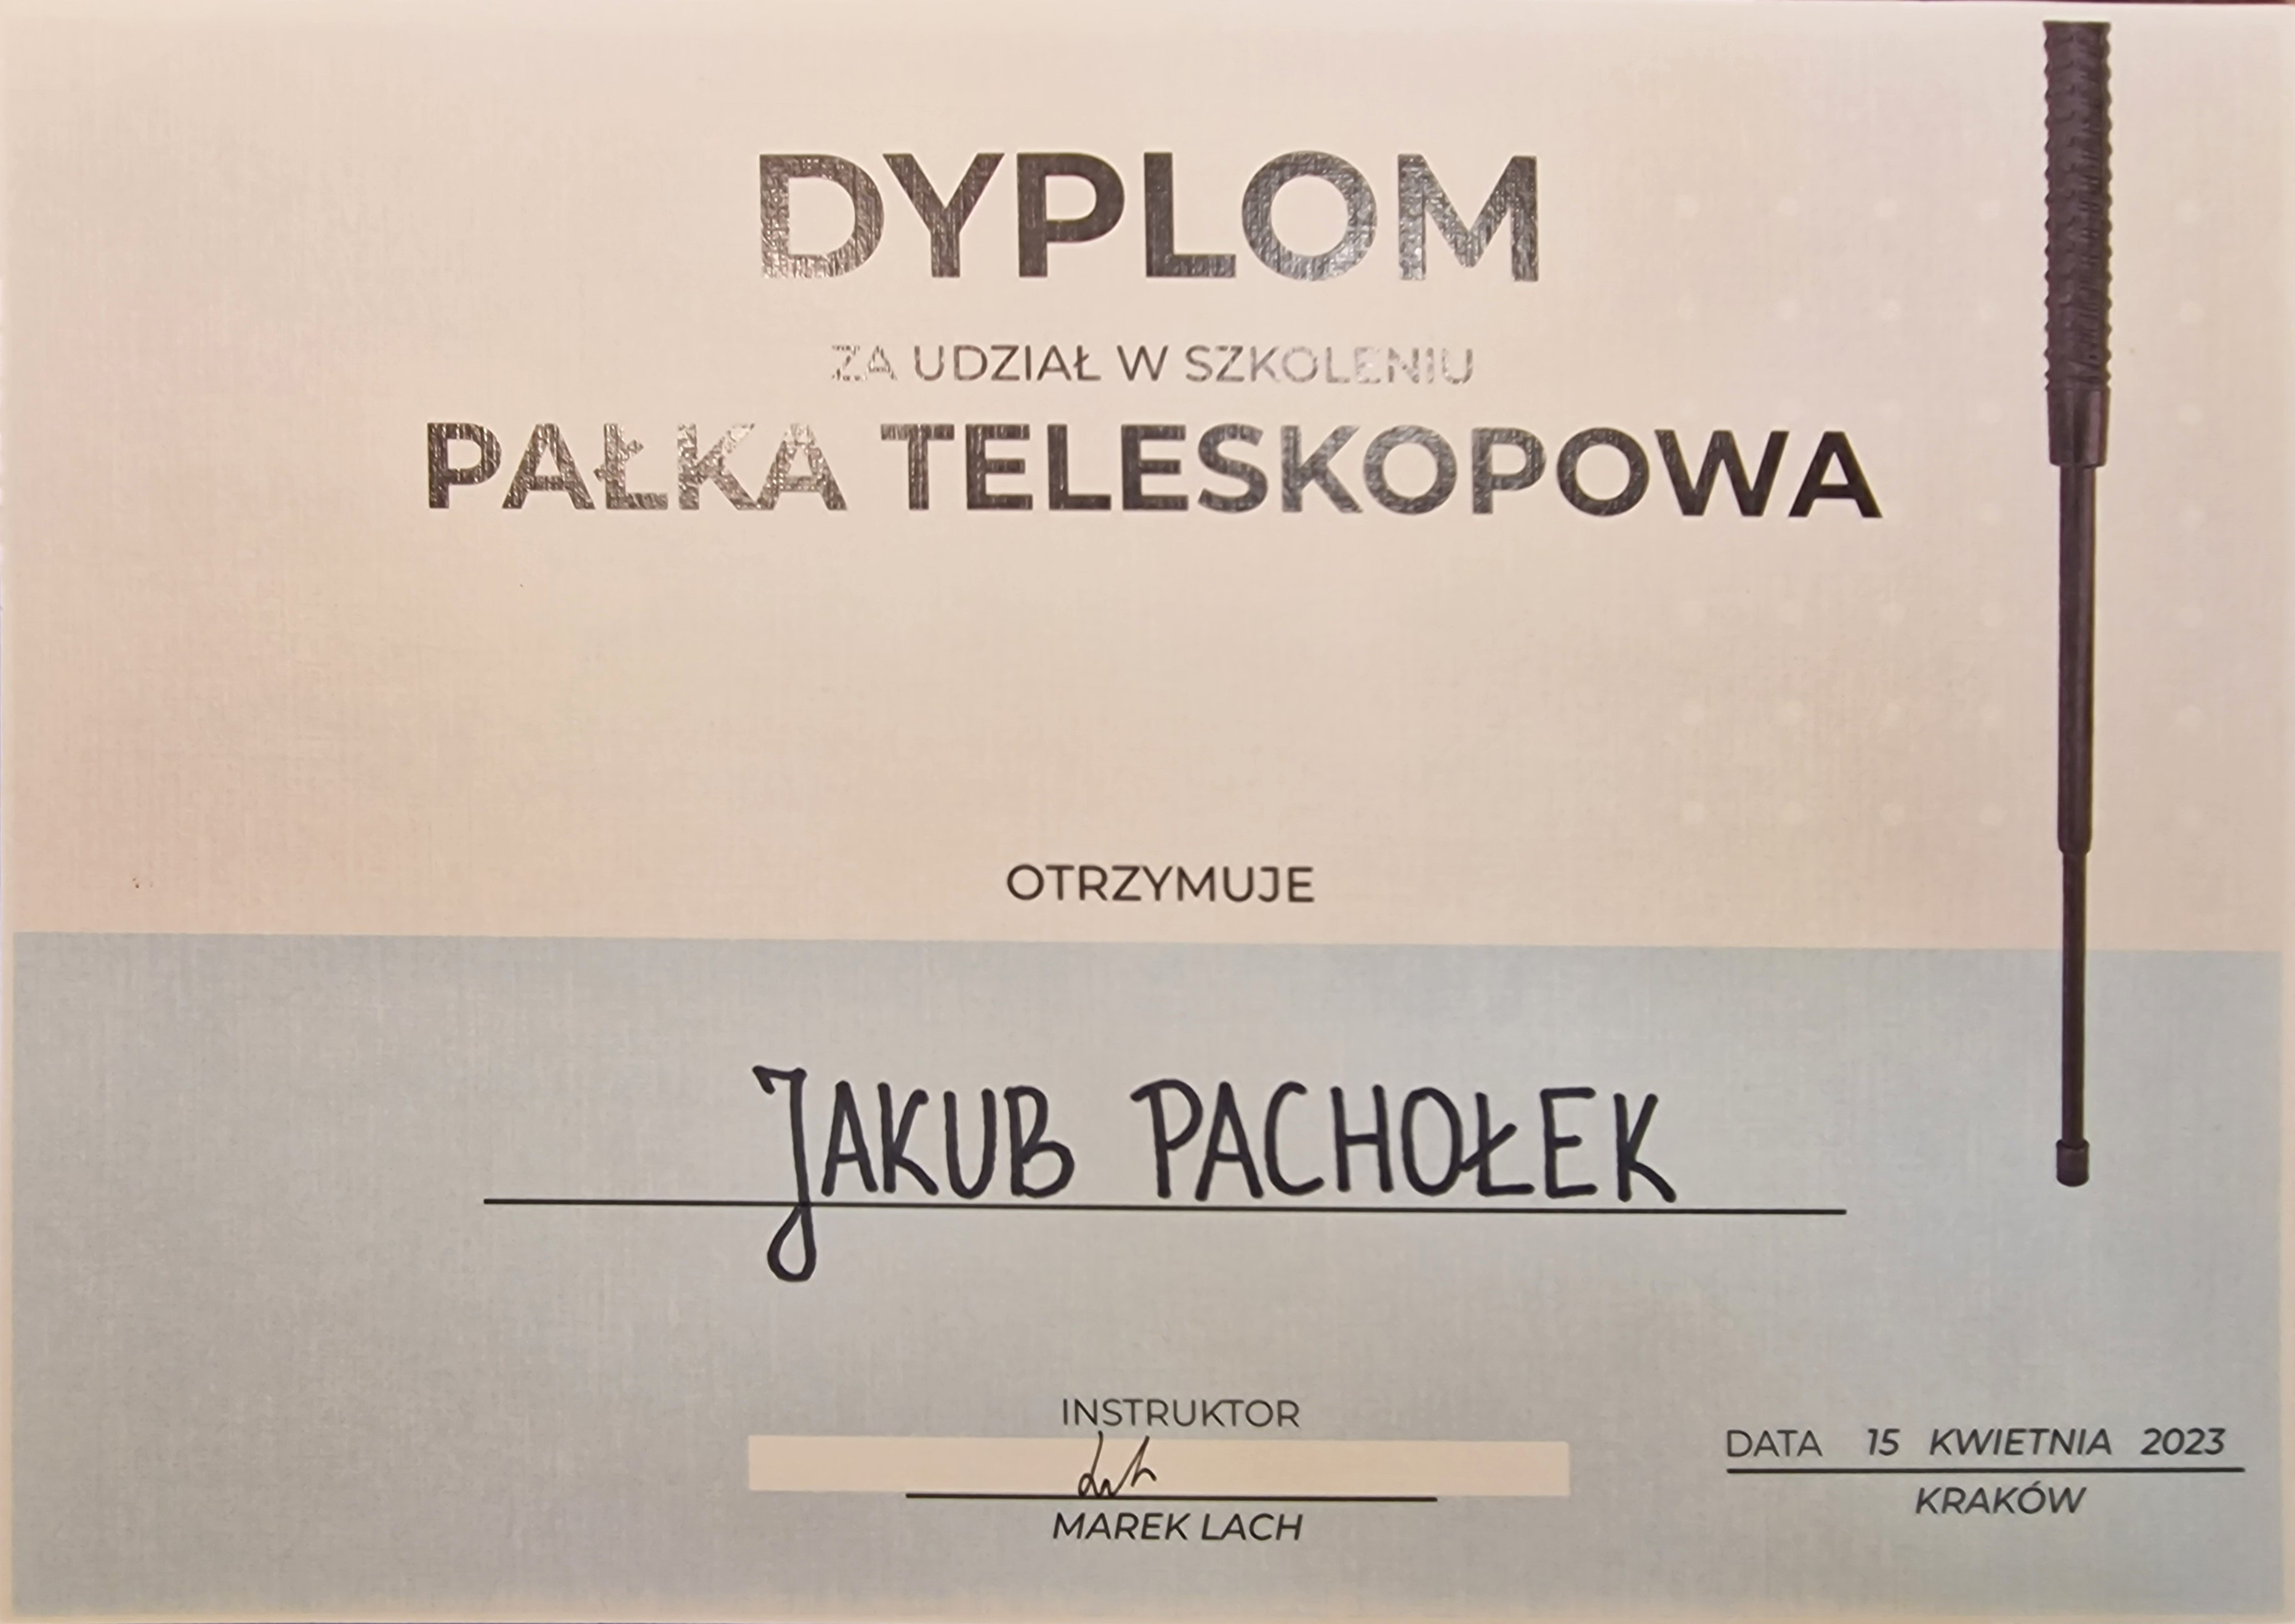 DYPLOM
ZA UDZIAŁ W SZKOLENIU
PAŁKA TELESKOPOWA
OTRZYMUJE
JAKUB PACHOŁEK
INSTRUKTOR
MAREK LACH
DATA 15 KWIETNIA 2023
KRAKÓW